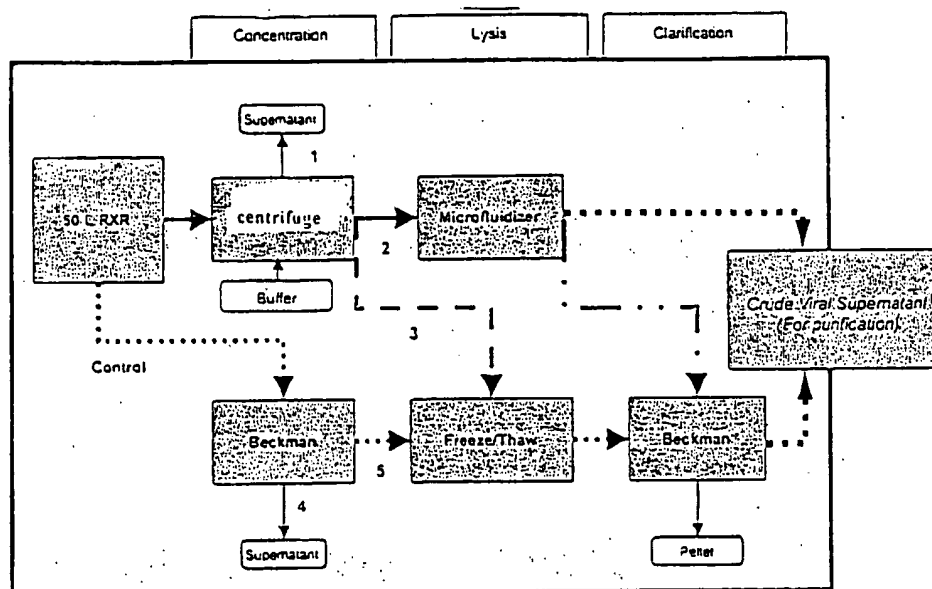 Concentration
Lysis
Clarification
Supernatant
1
50 L RXR
centrifuge
Microfluidizer
2
Buffer
Crude Viral Supernatant
(For purification)
3
Control
Beckman
Freeze/Thaw
Beckman
5
4
Supernatant
Pellet